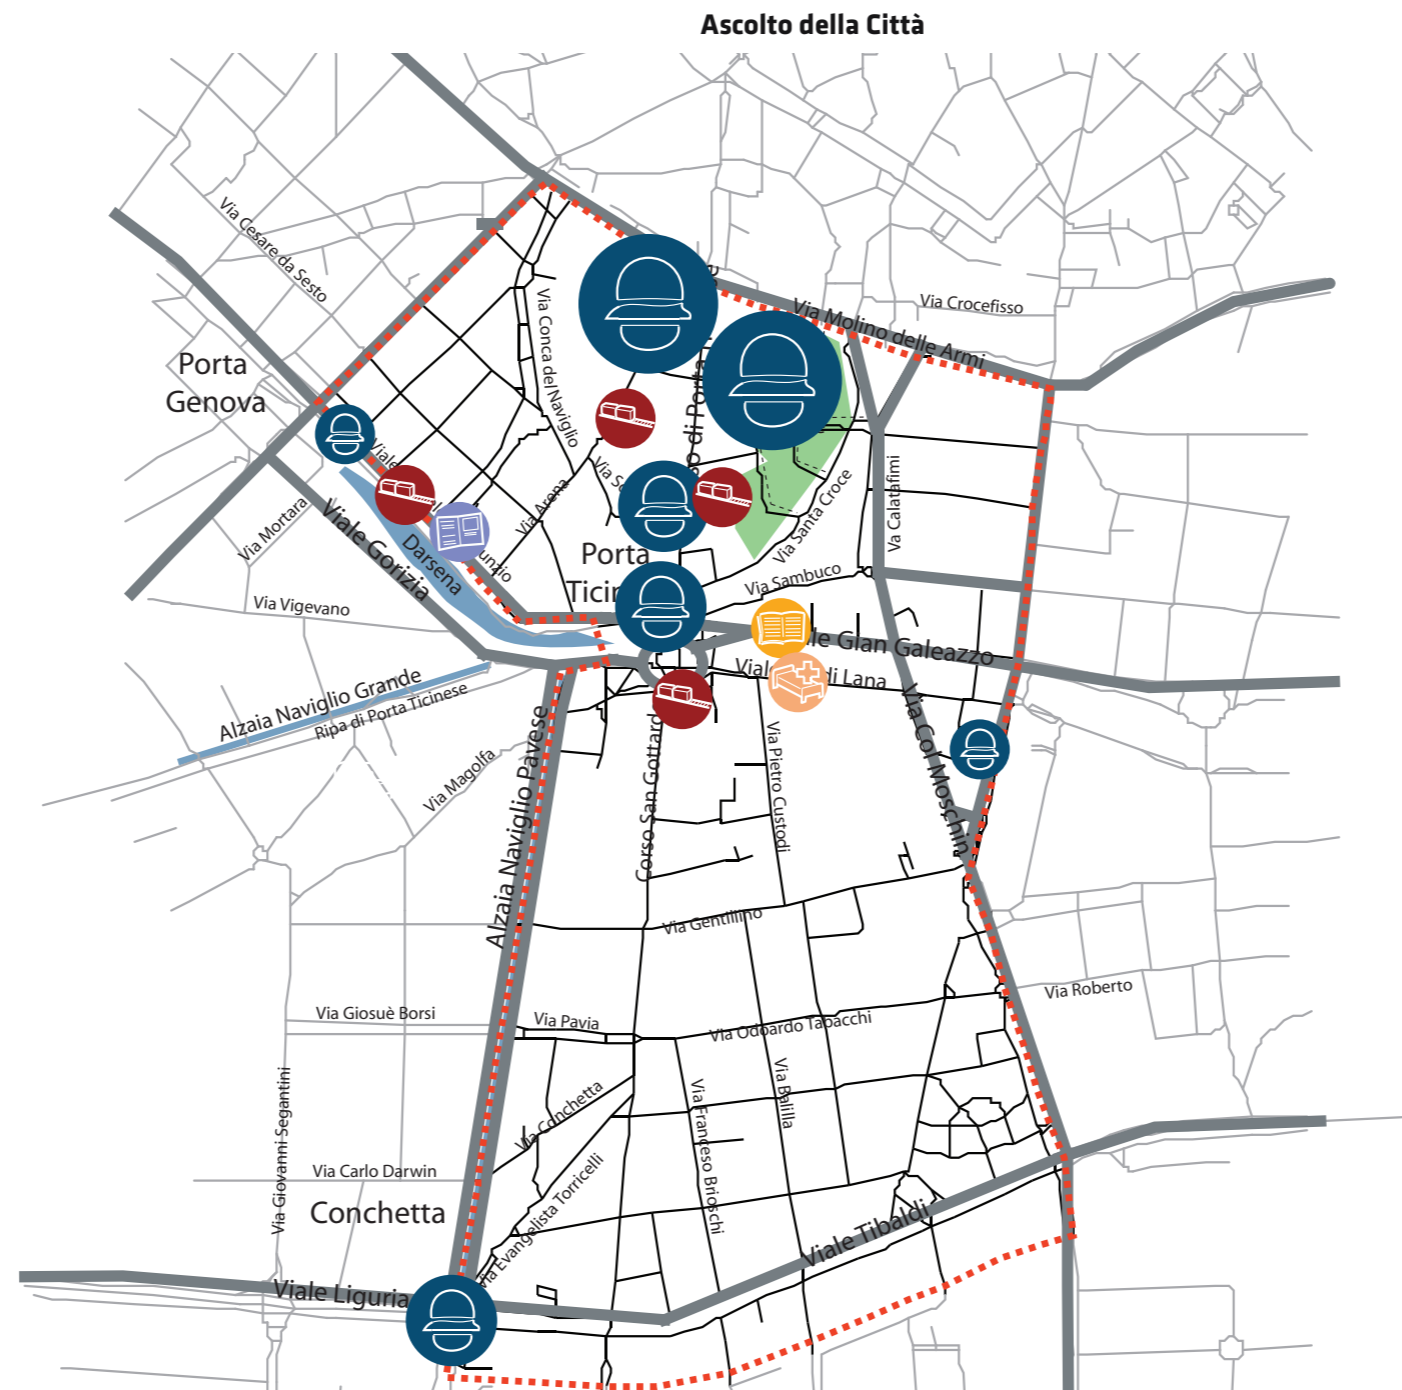 Ascolto della Città
Via Cesare da Sesto
Via Crocefisso
Via Molino delle Armi
Via Conca del Naviglio
Porta
Genova
Viale
Via Arena
Via Santa Croce
Va Calatafimi
Via Mortara
Viale Gorizia
Darsena
Porta
Via Sambuco
Via Vigevano
Gian Galeazzo
di Lana
Alzaia Naviglio Grande
Ripa di Porta Ticinese
Via Col Moschin
Alzaia Naviglio Pavese
Corso San Gottard
Via Pietro Custodi
Via Magolfa
Via Gentilino
Via Roberto
Via Giosuè Borsi
Via Pavia
Via Odoardo Tabacchi
Via Balilla
Via Conchetta
Via Franceso Brioschi
Via Giovanni Segantini
Via Carlo Darwin
Conchetta
Via Evangelista Torricelli
Viale Tibaldi
Viale Liguria